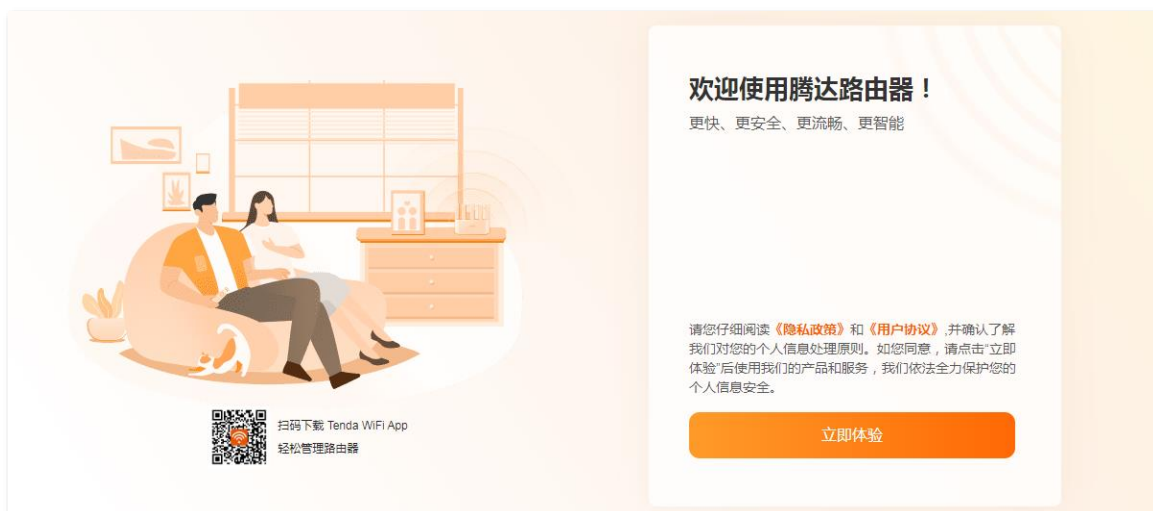 欢迎使用腾达路由器！
更快、更安全、更流畅、更智能
请您仔细阅读《隐私政策》和《用户协议》,并确认了解
我们对您的个人信息处理原则。如您同意，请点击“立即
体验”后使用我们的产品和服务，我们依法全力保护您的
个人信息安全。
立即体验
扫码下载 Tenda WiFi App
轻松管理路由器